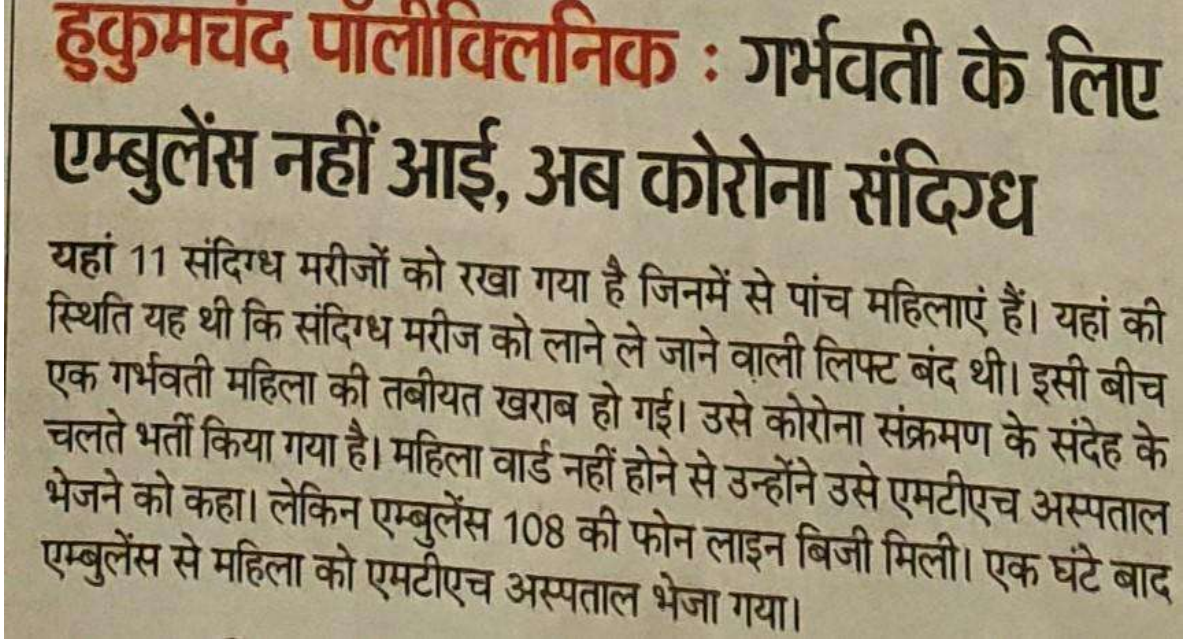 हुकुमचंद पॉलीक्लिनिक : गर्भवती के लिए
एम्बुलेंस नहीं आई, अब कोरोना संदिग्ध
यहां 11 संदिग्ध मरीजों को रखा गया है जिनमें से पांच महिलाएं हैं। यहां की
स्थिति यह थी कि संदिग्ध मरीज को लाने ले जाने वाली लिफ्ट बंद थी। इसी बीच
एक गर्भवती महिला की तबीयत खराब हो गई। उसे कोरोना संक्रमण के संदेह के
चलते भर्ती किया गया है। महिला वार्ड नहीं होने से उन्होंने उसे एमटीएच अस्पताल
भेजने को कहा। लेकिन एम्बुलेंस 108 की फोन लाइन बिजी मिली। एक घंटे बाद
एम्बुलेंस से महिला को एमटीएच अस्पताल भेजा गया।